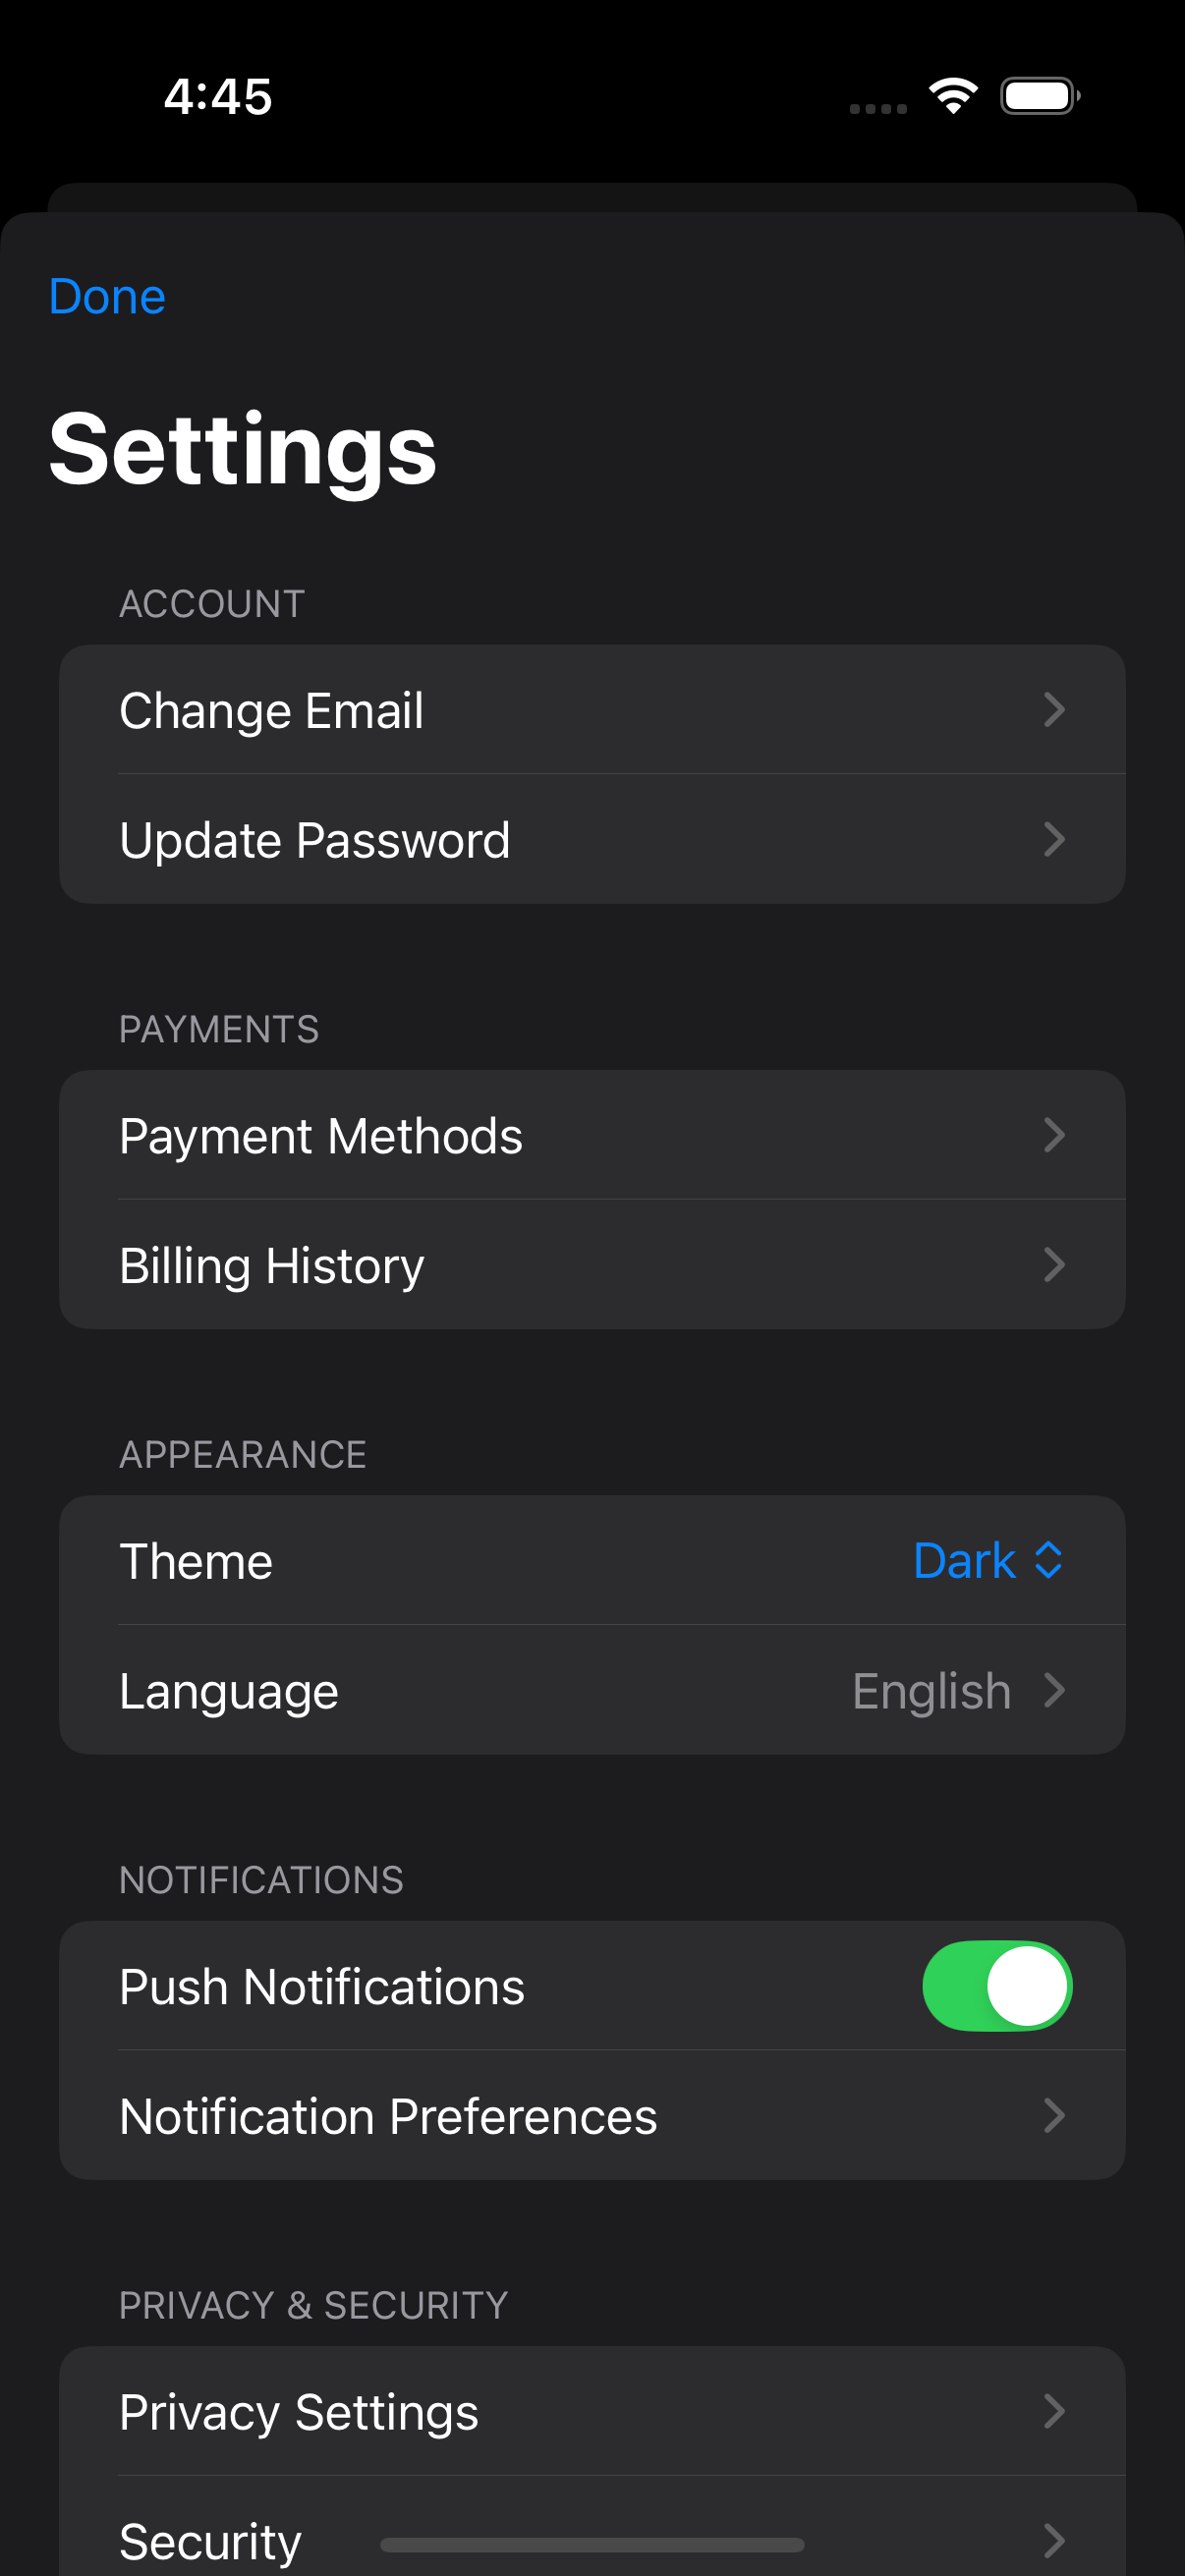 4:45
Done
Settings
ACCOUNT
Change Email
Update Password
PAYMENTS
Payment Methods
Billing History
APPEARANCE
Theme Dark
Language English
NOTIFICATIONS
Push Notifications
Notification Preferences
PRIVACY & SECURITY
Privacy Settings
Security